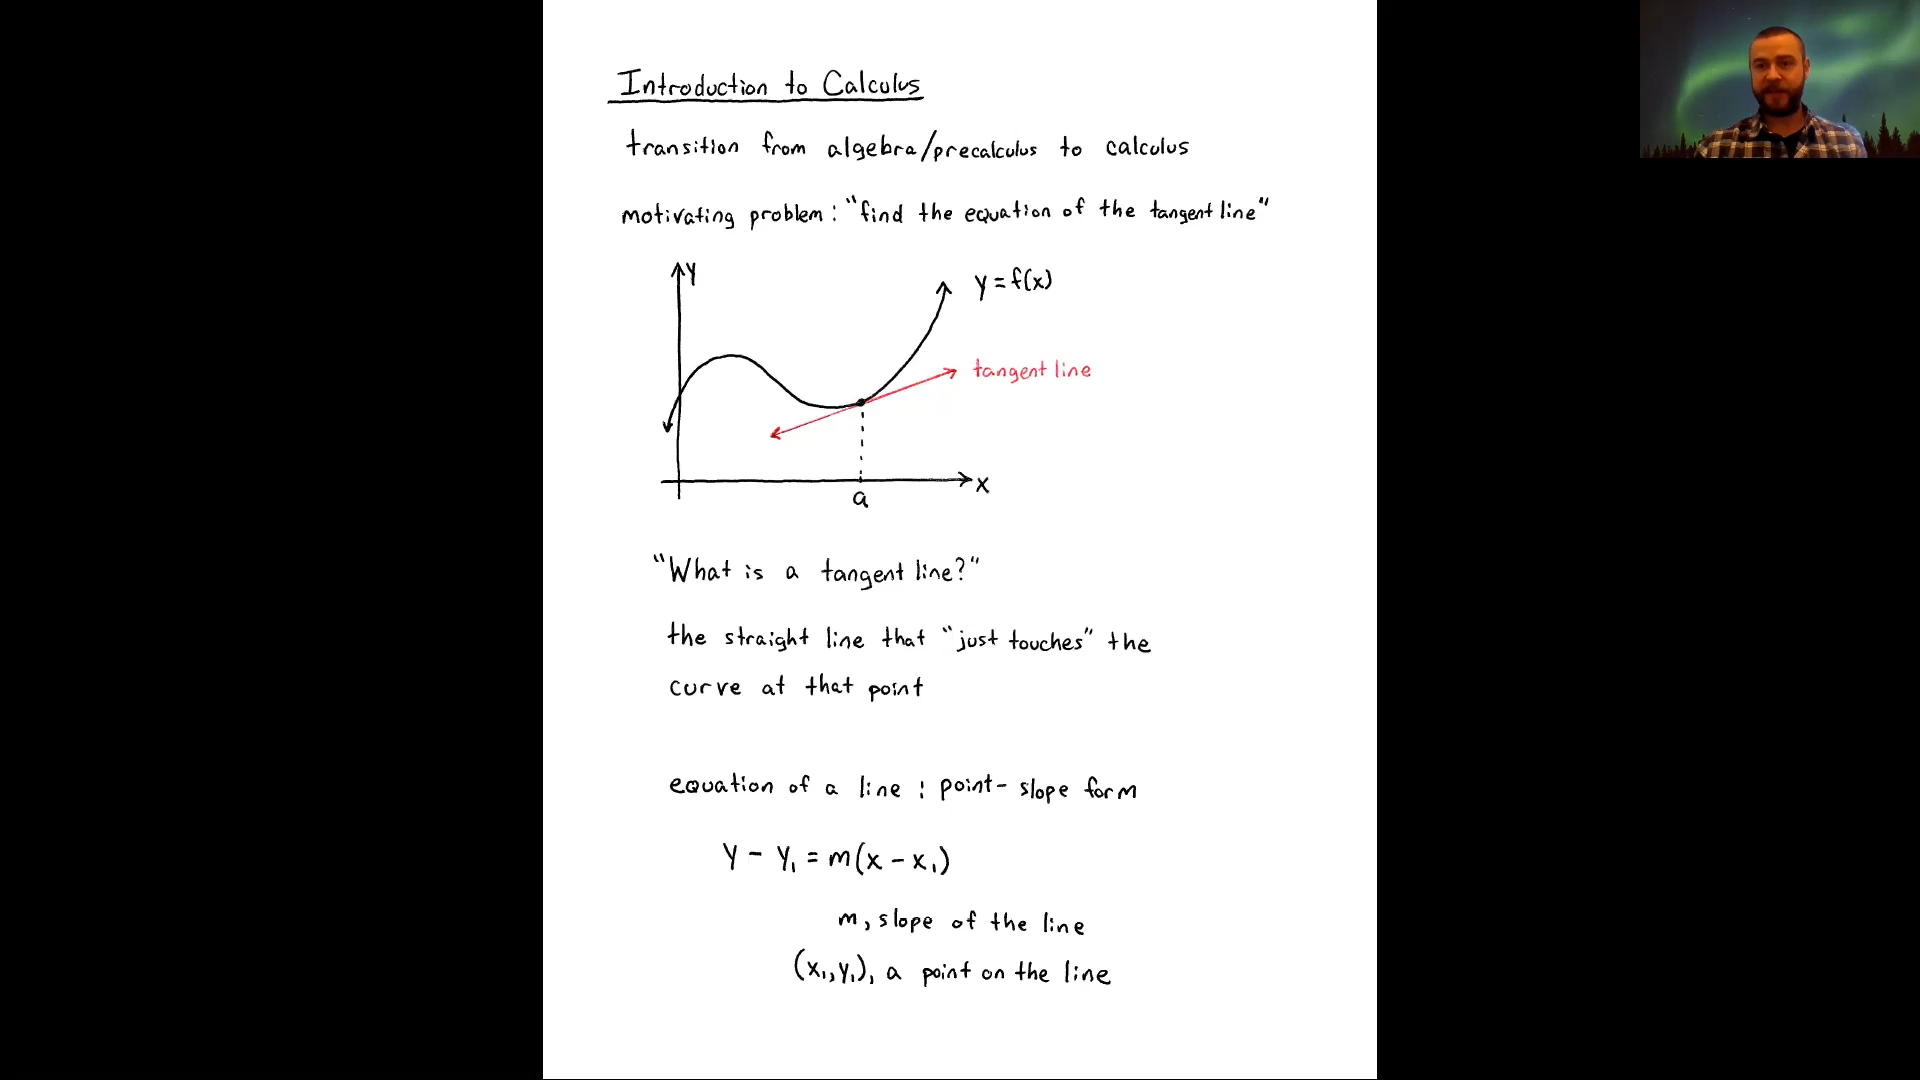 Introduction to Calculus
transition from algebra/precalculus to calculus
motivating problem: "find the equation of the tangent line"
y
y = f(x)
tangent line
x
a
"What is a tangent line?"
the straight line that "just touches" the
curve at that point
equation of a line : point-slope form
y - y₁ = m(x - x₁)
m, slope of the line
(x₁, y₁), a point on the line